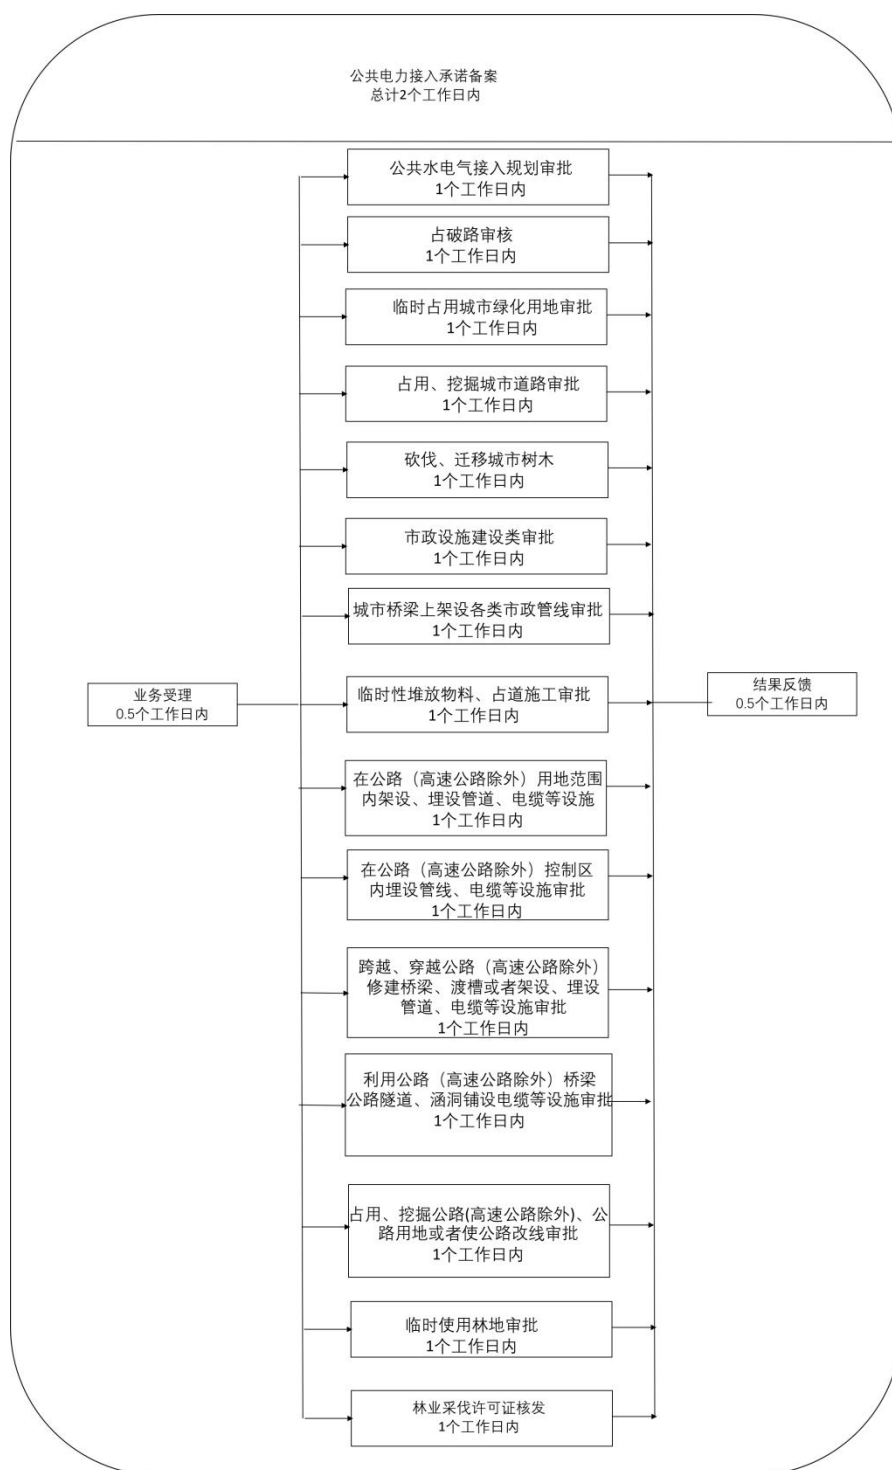 公共电力接入承诺备案
总计2个工作日内
公共水电气接入规划审批
1个工作日内
占破路审核
1个工作日内
临时占用城市绿化用地审批
1个工作日内
占用、挖掘城市道路审批
1个工作日内
砍伐、迁移城市树木
1个工作日内
市政设施建设类审批
1个工作日内
城市桥梁上架设各类市政管线审批
1个工作日内
业务受理
0.5个工作日内
临时性堆放物料、占道施工审批
1个工作日内
结果反馈
0.5个工作日内
在公路（高速公路除外）用地范围
内架设、埋设管道、电缆等设施
1个工作日内
在公路（高速公路除外）控制区
内埋设管线、电缆等设施审批
1个工作日内
跨越、穿越公路（高速公路除外）
修建桥梁、渡槽或者架设、埋设
管道、电缆等设施审批
1个工作日内
利用公路（高速公路除外）桥梁
公路隧道、涵洞铺设电缆等设施审批
1个工作日内
占用、挖掘公路(高速公路除外)、公
路用地或者使公路改线审批
1个工作日内
临时使用林地审批
1个工作日内
林业采伐许可证核发
1个工作日内